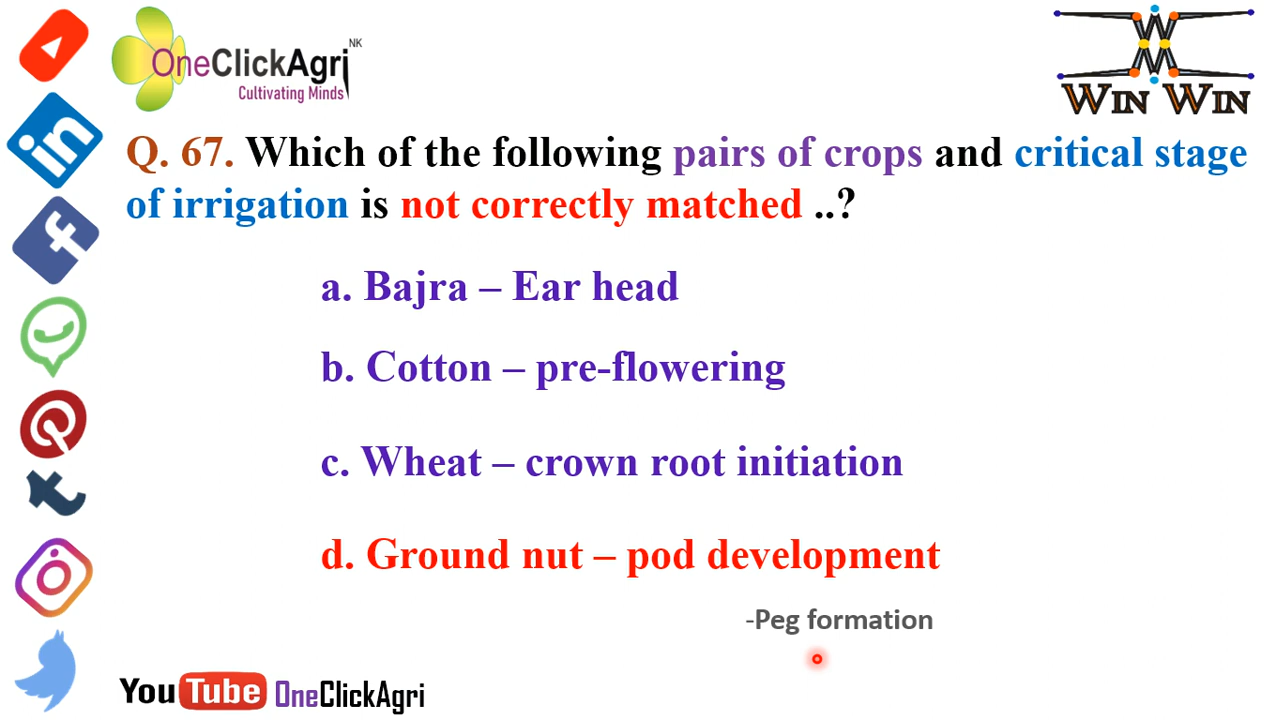 OneClickAgri NK
Cultivating Minds
WIN WIN
Q. 67. Which of the following pairs of crops and critical stage
of irrigation is not correctly matched ..?
a. Bajra – Ear head
b. Cotton – pre-flowering
c. Wheat – crown root initiation
d. Ground nut – pod development
-Peg formation
YouTube OneClickAgri